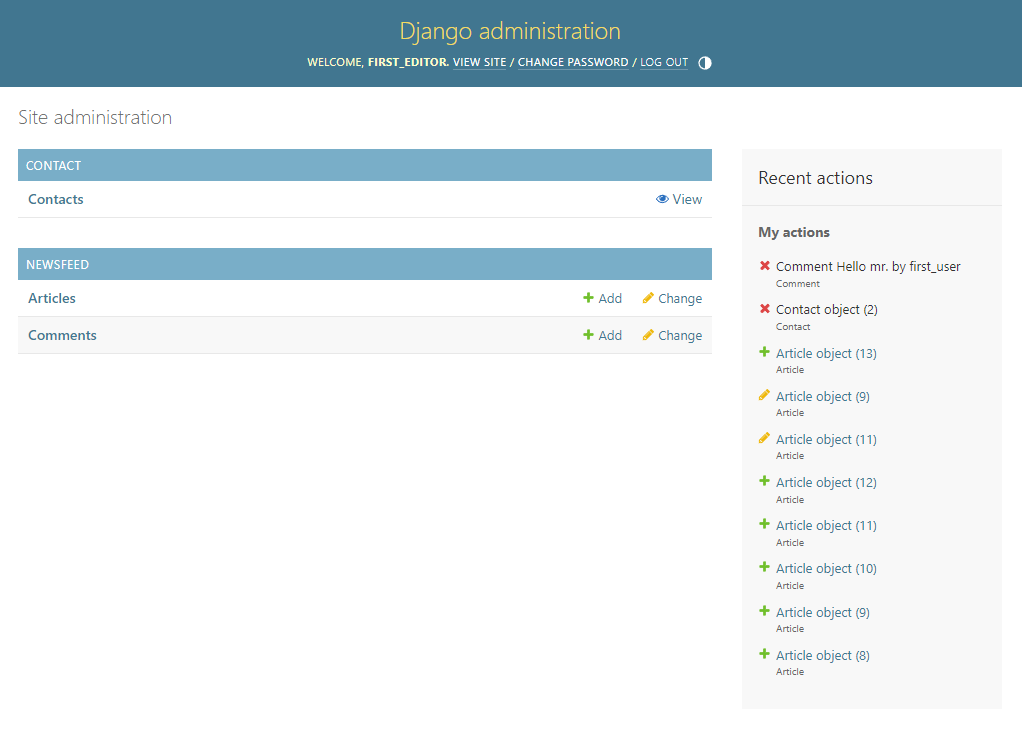 Django administration
WELCOME, FIRST_EDITOR. VIEW SITE / CHANGE PASSWORD / LOG OUT
Site administration
CONTACT
Contacts View
NEWSFEED
Articles Add Change
Comments Add Change
Recent actions
My actions
Comment Hello mr. by first_user
Comment
Contact object (2)
Contact
Article object (13)
Article
Article object (9)
Article
Article object (11)
Article
Article object (12)
Article
Article object (11)
Article
Article object (10)
Article
Article object (9)
Article
Article object (8)
Article